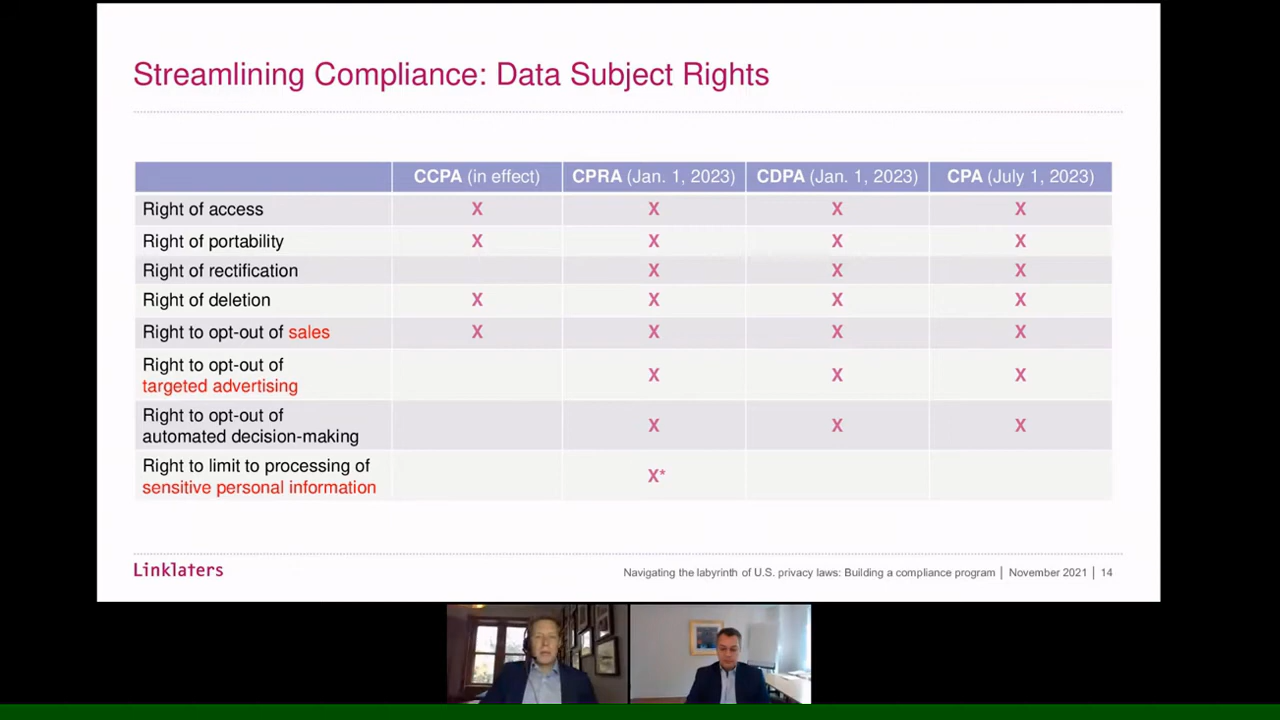 Streamlining Compliance: Data Subject Rights
CCPA (in effect) CPRA (Jan. 1, 2023) CDPA (Jan. 1, 2023) CPA (July 1, 2023)
Right of access X X X X
Right of portability X X X X
Right of rectification X X X
Right of deletion X X X X
Right to opt-out of sales X X X X
Right to opt-out of
targeted advertising X X X
Right to opt-out of
automated decision-making X X X
Right to limit to processing of
sensitive personal information X*
Linklaters
Navigating the labyrinth of U.S. privacy laws: Building a compliance program | November 2021 | 14